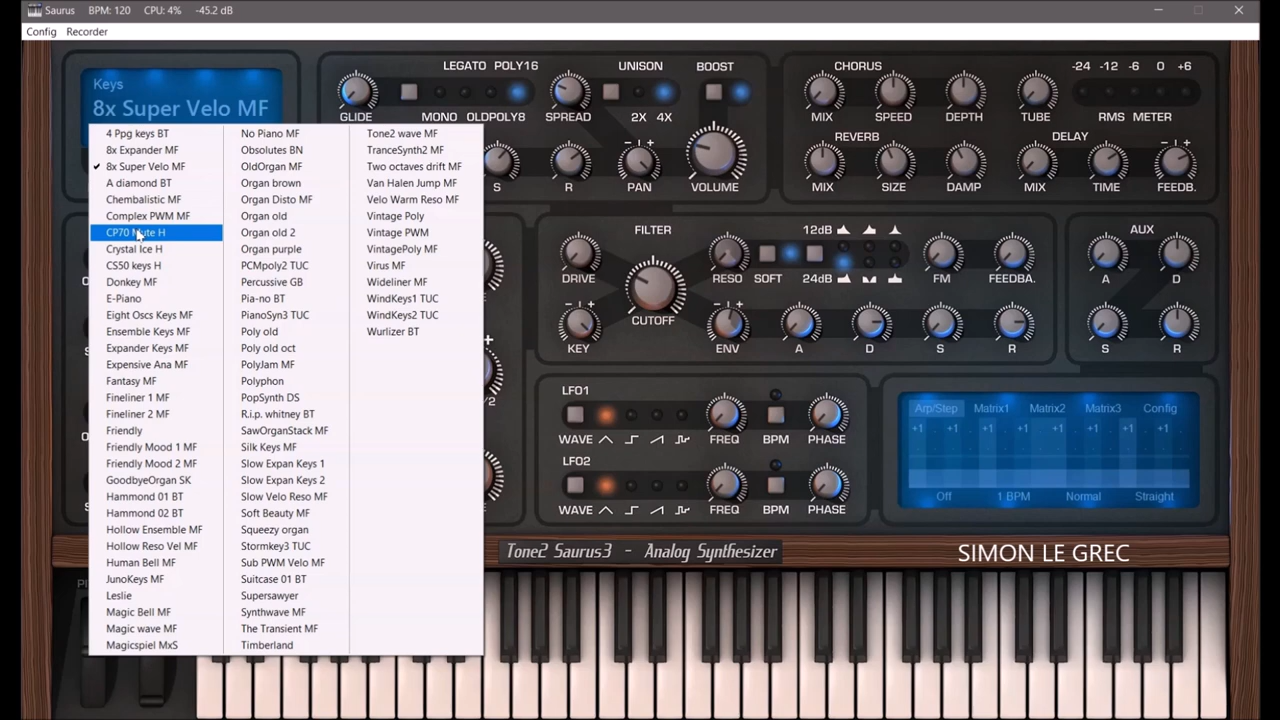 Saurus BPM: 120 CPU: 4% -45.2 dB
Config Recorder
Keys
8x Super Velo MF
4 Ppg keys BT
8x Expander MF
8x Super Velo MF
A diamond BT
Chembalistic MF
Complex PWM MF
CP70 Mute H
Crystal Ice H
CS50 keys H
Donkey MF
E-Piano
Eight Oscs Keys MF
Ensemble Keys MF
Expander Keys MF
Expensive Ana MF
Fantasy MF
Fineliner 1 MF
Fineliner 2 MF
Friendly
Friendly Mood 1 MF
Friendly Mood 2 MF
GoodbyeOrgan SK
Hammond 01 BT
Hammond 02 BT
Hollow Ensemble MF
Hollow Reso Vel MF
Human Bell MF
JunoKeys MF
Leslie
Magic Bell MF
Magic wave MF
Magicspiel MxS
No Piano MF
Obsolutes BN
OldOrgan MF
Organ brown
Organ Disto MF
Organ old
Organ old 2
Organ purple
PCMpoly2 TUC
Percussive GB
Pia-no BT
PianoSyn3 TUC
Poly old
Poly old oct
PolyJam MF
Polyphon
PopSynth DS
R.i.p. whitney BT
SawOrganStack MF
Silk Keys MF
Slow Expan Keys 1
Slow Expan Keys 2
Slow Velo Reso MF
Soft Beauty MF
Squeezy organ
Stormkey3 TUC
Sub PWM Velo MF
Suitcase 01 BT
Supersawyer
Synthwave MF
The Transient MF
Timberland
Tone2 wave MF
TranceSynth2 MF
Two octaves drift MF
Van Halen Jump MF
Velo Warm Reso MF
Vintage Poly
Vintage PWM
VintagePoly MF
Virus MF
Wideliner MF
WindKeys1 TUC
WindKeys2 TUC
Wurlizer BT
LEGATO POLY16 UNISON BOOST
GLIDE MONO OLDPOLY8 SPREAD 2X 4X
S R PAN VOLUME
CHORUS -24 -12 -6 0 +6
MIX SPEED DEPTH TUBE RMS METER
REVERB DELAY
MIX SIZE DAMP MIX TIME FEEDB.
FILTER 12dB AUX
DRIVE CUTOFF RESO SOFT 24dB FM FEEDBA. A D
KEY ENV A D S R S R
LFO1
WAVE FREQ BPM PHASE
LFO2
WAVE FREQ BPM PHASE
Arp/Step Matrix1 Matrix2 Matrix3 Config
+1 +1 +1 +1 +1 +1 +1 +1
Off 1 BPM Normal Straight
Tone2 Saurus3 - Analog Synthesizer
SIMON LE GREC